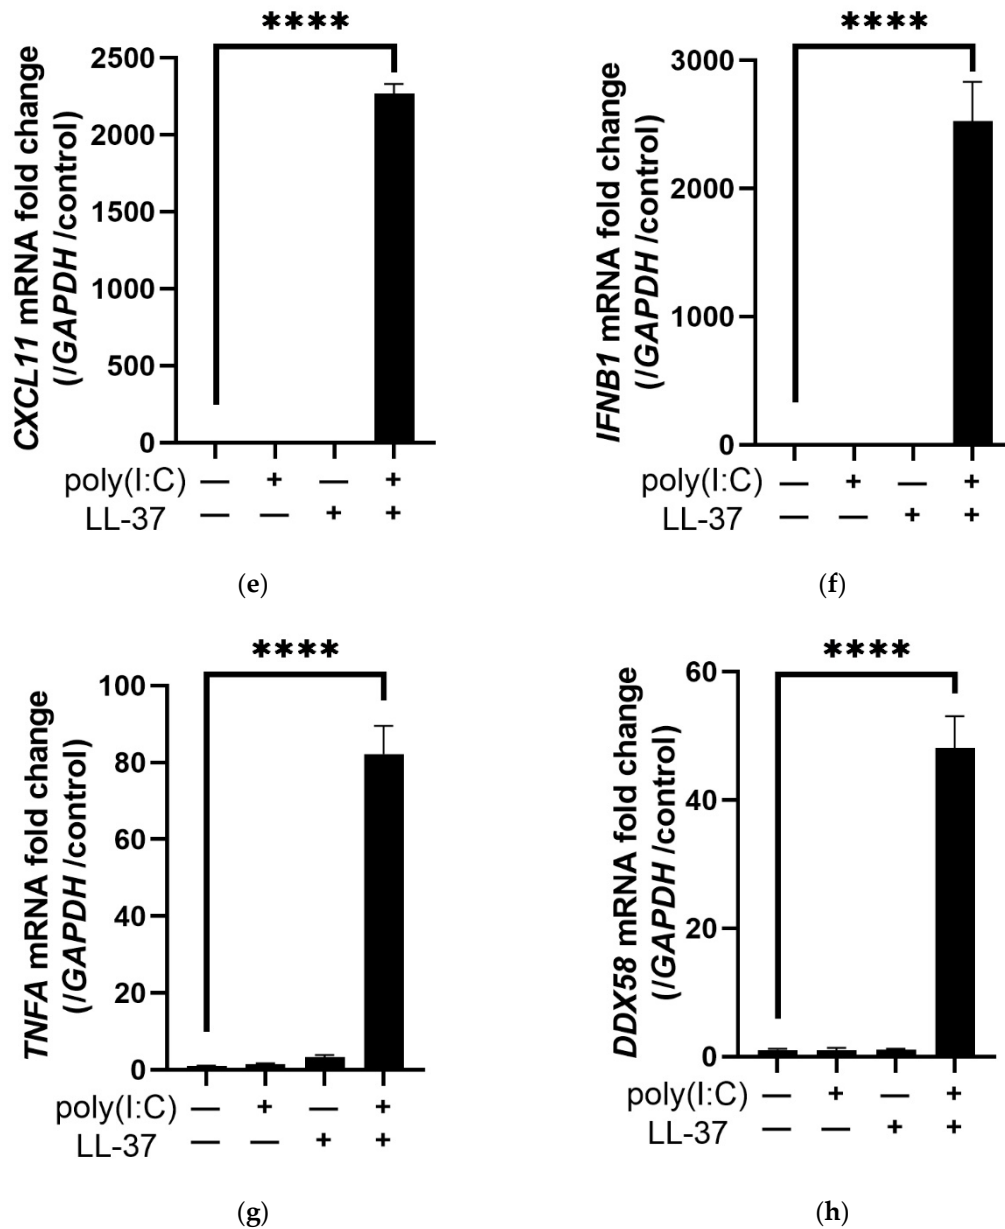 ****
CXCL11 mRNA fold change
(/GAPDH /control)
2500
2000
1500
1000
500
0
poly(I:C) — + — +
LL-37 — — + +
(e)
****
IFNB1 mRNA fold change
(/GAPDH /control)
3000
2000
1000
0
poly(I:C) — + — +
LL-37 — — + +
(f)
****
TNFA mRNA fold change
(/GAPDH /control)
100
80
60
40
20
0
poly(I:C) — + — +
LL-37 — — + +
(g)
****
DDX58 mRNA fold change
(/GAPDH /control)
60
40
20
0
poly(I:C) — + — +
LL-37 — — + +
(h)